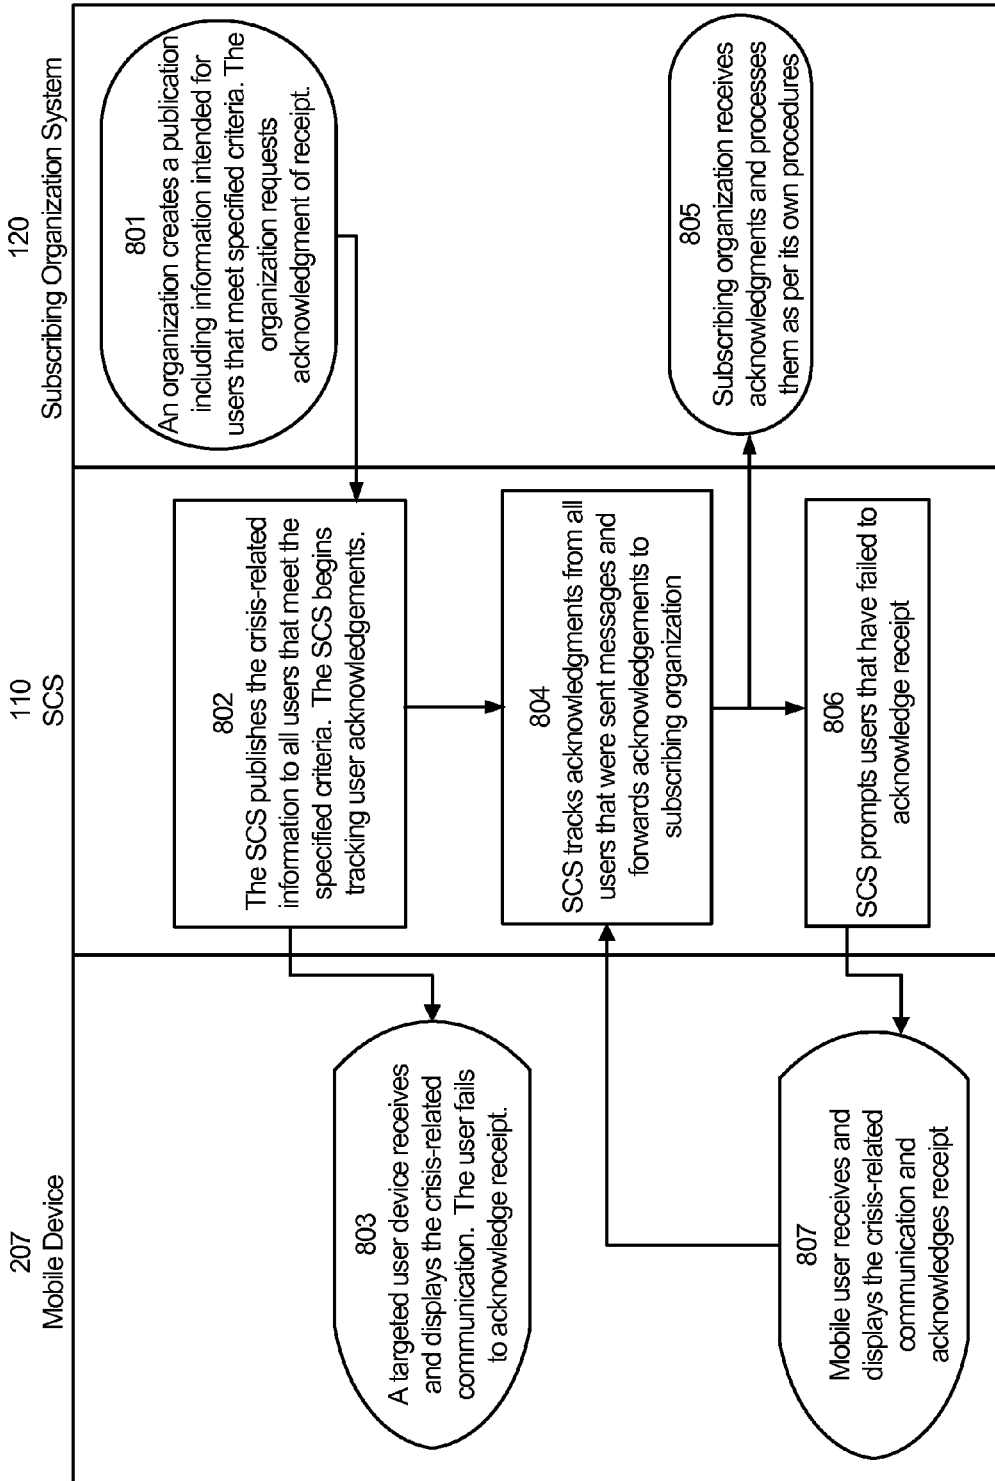 207
Mobile Device
110
SCS
120
Subscribing Organization System
801
An organization creates a publication
including information intended for
users that meet specified criteria. The
organization requests
acknowledgment of receipt.
802
The SCS publishes the crisis-related
information to all users that meet the
specified criteria. The SCS begins
tracking user acknowledgements.
803
A targeted user device receives
and displays the crisis-related
communication. The user fails
to acknowledge receipt.
804
SCS tracks acknowledgments from all
users that were sent messages and
forwards acknowledgements to
subscribing organization
805
Subscribing organization receives
acknowledgments and processes
them as per its own procedures
806
SCS prompts users that have failed to
acknowledge receipt
807
Mobile user receives and
displays the crisis-related
communication and
acknowledges receipt